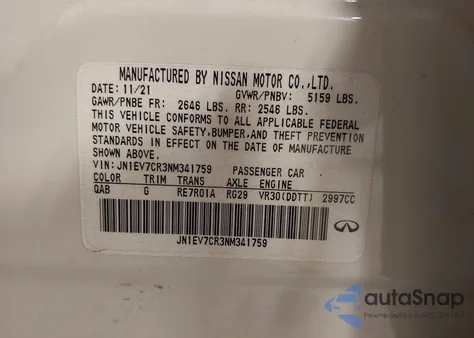 MANUFACTURED BY NISSAN MOTOR CO.,LTD.
DATE: 11/21 GVWR/PNBV: 5159 LBS.
GAWR/PNBE FR: 2646 LBS. RR: 2546 LBS.
THIS VEHICLE CONFORMS TO ALL APPLICABLE FEDERAL
MOTOR VEHICLE SAFETY,BUMPER,AND THEFT PREVENTION
STANDARDS IN EFFECT ON THE DATE OF MANUFACTURE
SHOWN ABOVE.
VIN: JN1EV7CR3NM341759 PASSENGER CAR
COLOR TRIM TRANS AXLE ENGINE
QAB G RE7R01A RG29 VR30(DDTT) 2997CC
JN1EV7CR3NM341759
autoSnap